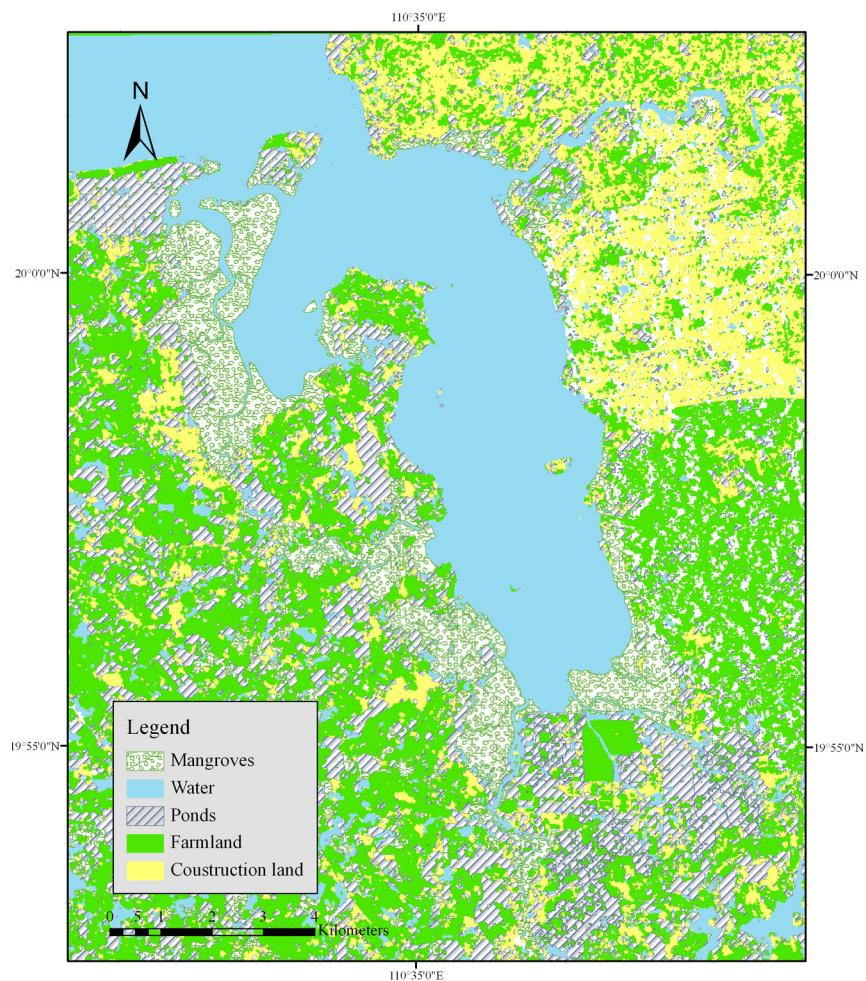 110°35'0"E
N
20°0'0"N
20°0'0"N
Legend
Mangroves
Water
Ponds
Farmland
Coustruction land
19°55'0"N
19°55'0"N
0 .5 1 2 3 4
Kilometers
110°35'0"E